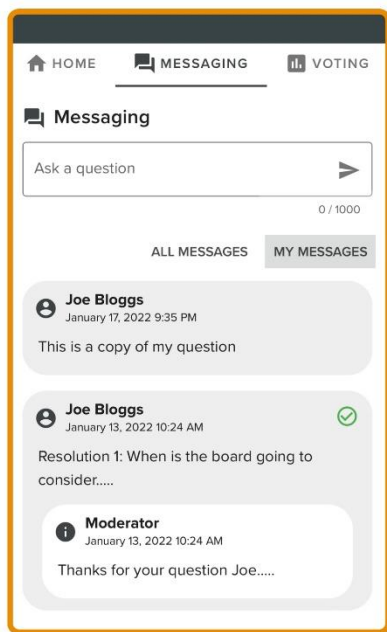 HOME MESSAGING VOTING
Messaging
Ask a question
0 / 1000
ALL MESSAGES MY MESSAGES
Joe Bloggs
January 17, 2022 9:35 PM
This is a copy of my question
Joe Bloggs
January 13, 2022 10:24 AM
Resolution 1: When is the board going to
consider.....
Moderator
January 13, 2022 10:24 AM
Thanks for your question Joe.....